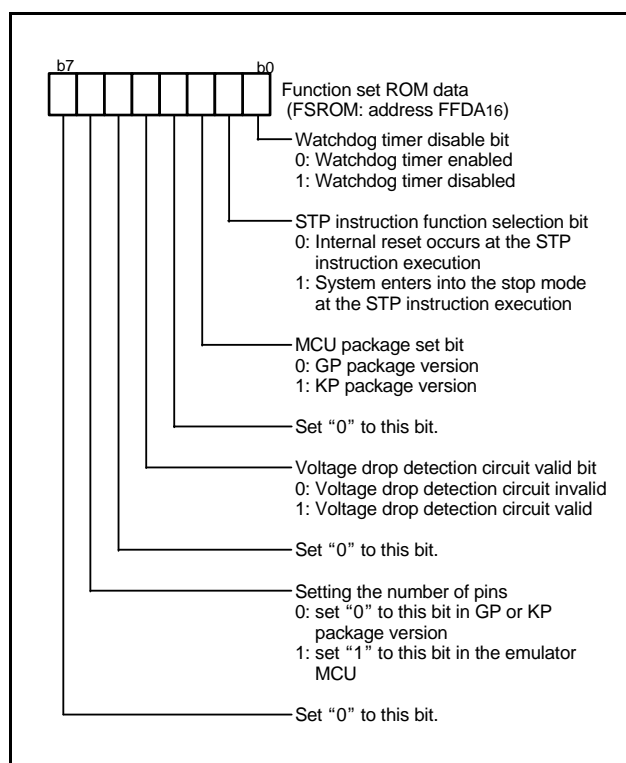 b7 b0
Function set ROM data
(FSROM: address FFDA16)
Watchdog timer disable bit
0: Watchdog timer enabled
1: Watchdog timer disabled
STP instruction function selection bit
0: Internal reset occurs at the STP
instruction execution
1: System enters into the stop mode
at the STP instruction execution
MCU package set bit
0: GP package version
1: KP package version
Set “0” to this bit.
Voltage drop detection circuit valid bit
0: Voltage drop detection circuit invalid
1: Voltage drop detection circuit valid
Set “0” to this bit.
Setting the number of pins
0: set “0” to this bit in GP or KP
package version
1: set “1” to this bit in the emulator
MCU
Set “0” to this bit.